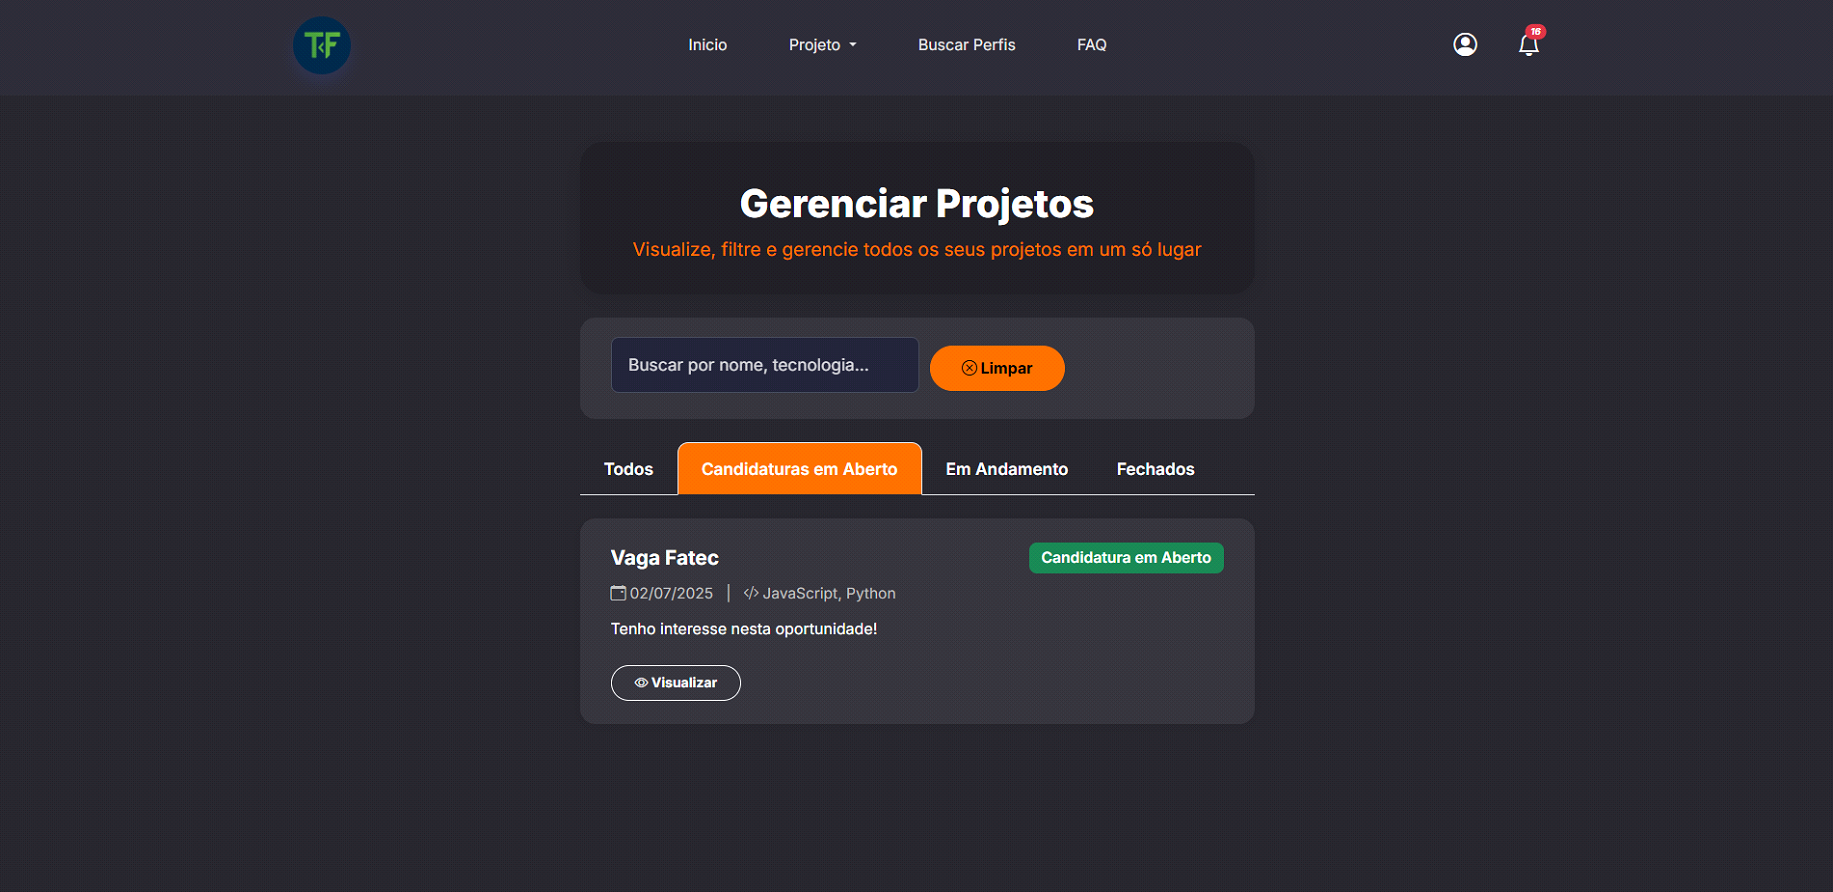 TF
Inicio
Projeto
Buscar Perfis
FAQ
16
Gerenciar Projetos
Visualize, filtre e gerencie todos os seus projetos em um só lugar
Buscar por nome, tecnologia...
Limpar
Todos
Candidaturas em Aberto
Em Andamento
Fechados
Vaga Fatec
Candidatura em Aberto
02/07/2025 | JavaScript, Python
Tenho interesse nesta oportunidade!
Visualizar